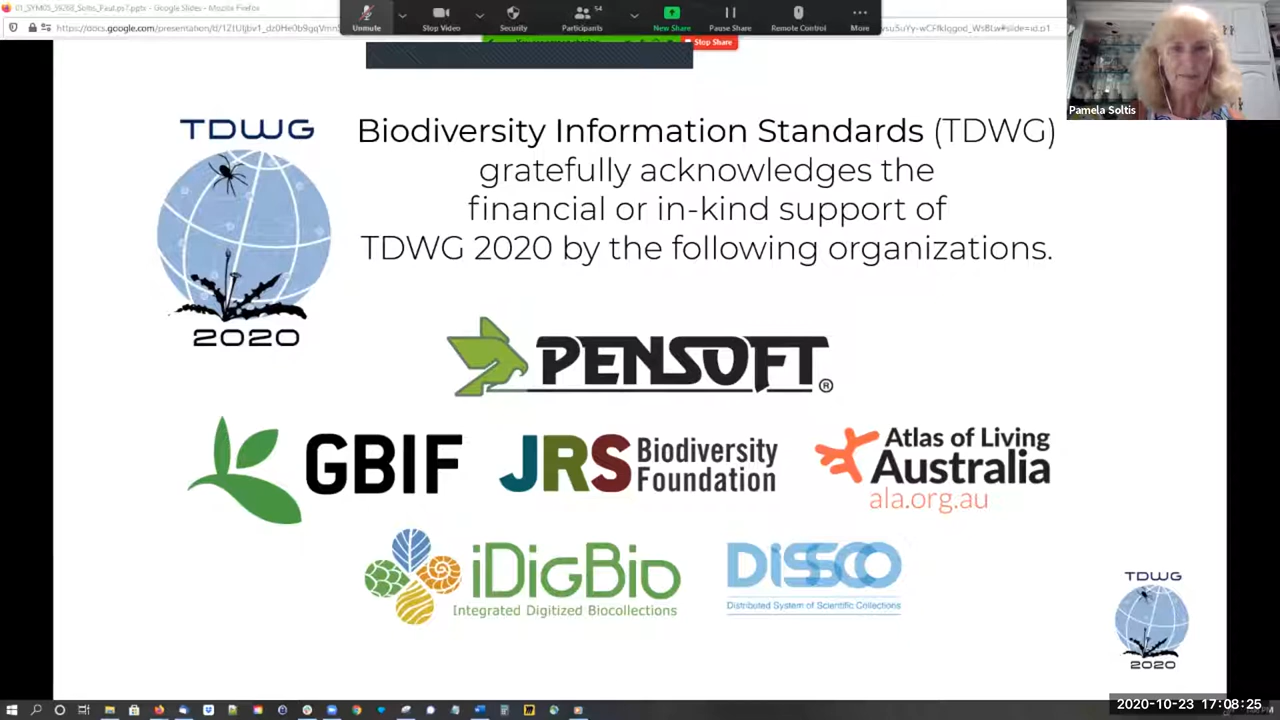 Unmute
Stop Video
Security
54
Participants
New Share
Pause Share
Remote Control
More
Stop Share
Pamela Soltis
TDWG
2020
Biodiversity Information Standards (TDWG)
gratefully acknowledges the
financial or in-kind support of
TDWG 2020 by the following organizations.
PENSOFT®
GBIF
JRS Biodiversity
Foundation
Atlas of Living
Australia
ala.org.au
iDigBio
Integrated Digitized Biocollections
DiSSCO
Distributed System of Scientific Collections
TDWG
2020
2020-10-23 17:08:25